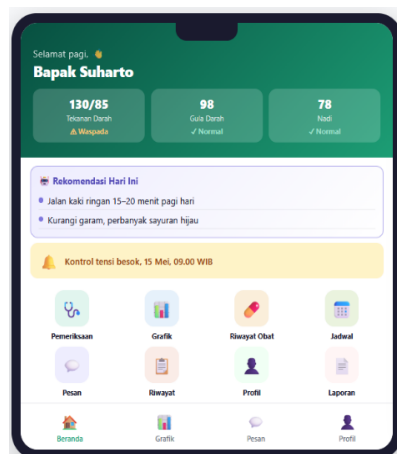 Selamat pagi, 👋
Bapak Suharto
130/85
Tekanan Darah
⚠ Waspada
98
Gula Darah
✓ Normal
78
Nadi
✓ Normal
Rekomendasi Hari Ini
Jalan kaki ringan 15–20 menit pagi hari
Kurangi garam, perbanyak sayuran hijau
Kontrol tensi besok, 15 Mei, 09.00 WIB
Pemeriksaan
Grafik
Riwayat Obat
Jadwal
Pesan
Riwayat
Profil
Laporan
Beranda
Grafik
Pesan
Profil